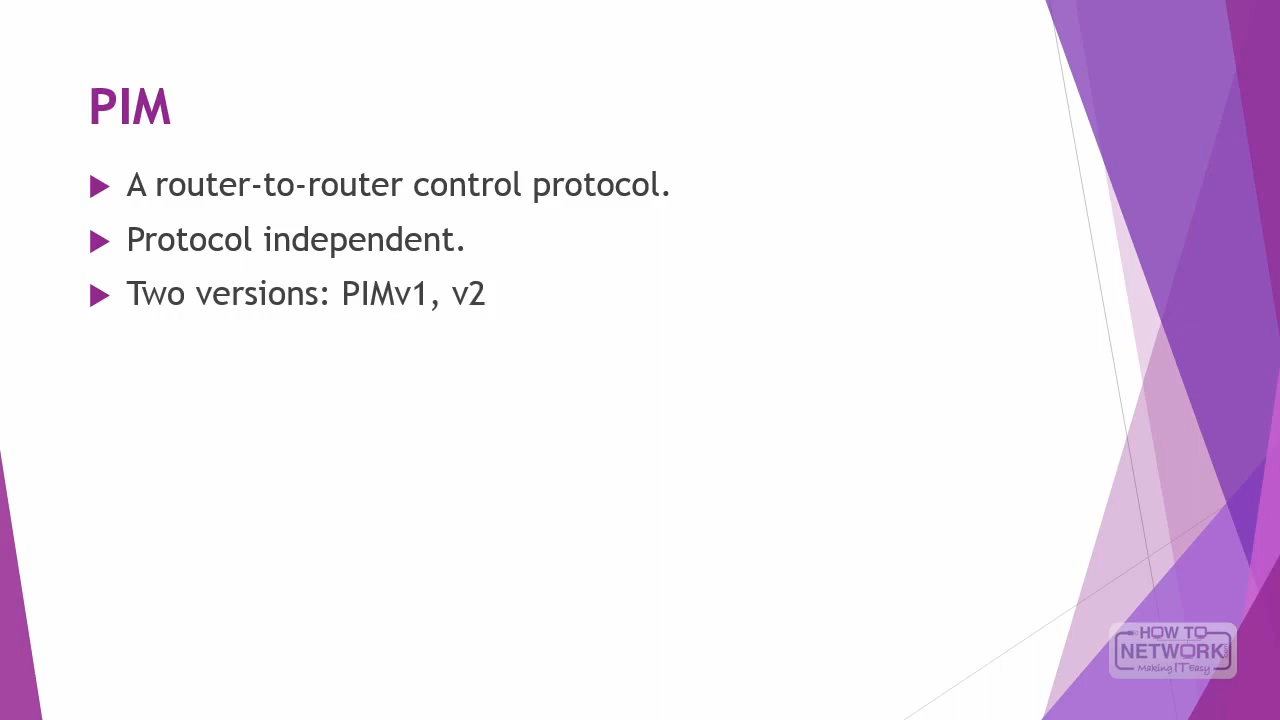 PIM
A router-to-router control protocol.
Protocol independent.
Two versions: PIMv1, v2
HOW TO
NETWORK
Making IT Easy